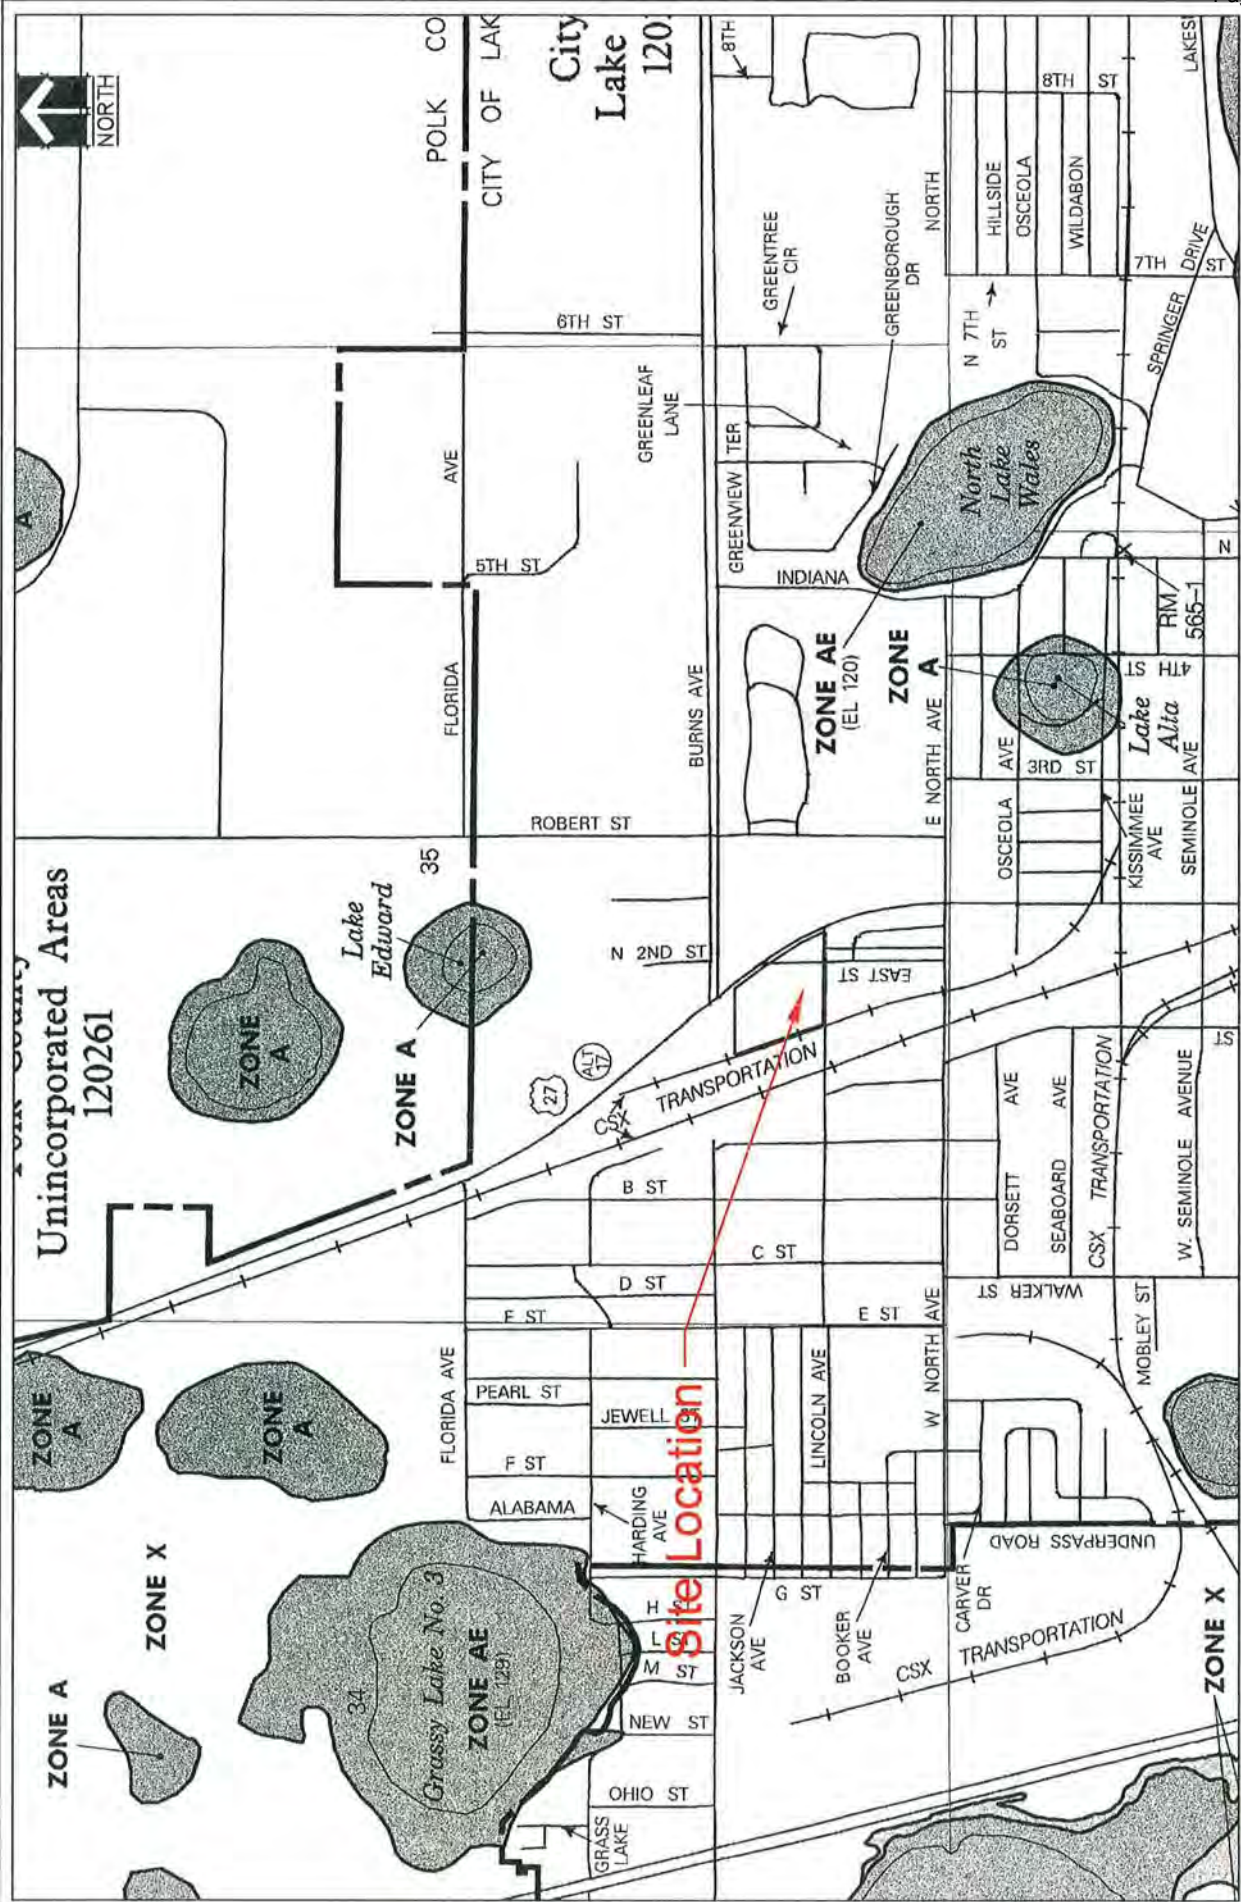 NORTH
POLK CO
CITY OF LAK
City
Lake
120
8TH
8TH ST
LAKES
HILLSIDE
OSCEOLA
WILDABON
NORTH
7TH ST
GREENTREE
CIR
GREENBOROUGH
DR
N 7TH
ST
SPRINGER DRIVE
6TH ST
GREENLEAF
LANE
AVE
GREENVIEW TER
North
Lake
Wales
A
5TH ST
INDIANA
N
RM
565-1
ZONE AE
(EL 120)
ZONE
A
4TH ST
Lake
Alta
FLORIDA
BURNS AVE
E NORTH AVE
AVE
3RD ST
OSCEOLA
KISSIMMEE
AVE
SEMINOLE AVE
ROBERT ST
35
Unincorporated Areas
120261
Lake
Edward
N 2ND ST
EAST ST
ZONE
A
ZONE A
27
ALT
17
CSX
TRANSPORTATION
ST
B ST
C ST
D ST
E ST
E ST
DORSETT AVE
SEABOARD AVE
CSX TRANSPORTATION
W. SEMINOLE AVENUE
WALKER ST
MOBLEY ST
ZONE
A
ZONE
A
FLORIDA AVE
PEARL ST
JEWELL ST
F ST
ALABAMA
HARDING
AVE
Site Location
LINCOLN AVE
W NORTH AVE
UNDERPASS ROAD
ZONE X
G ST
CARVER
DR
H ST
L ST
M ST
JACKSON
AVE
BOOKER
AVE
CSX TRANSPORTATION
ZONE X
Grassy Lake No. 3
ZONE AE
(EL 129)
34
ZONE A
NEW ST
OHIO ST
GRASS
LAKE